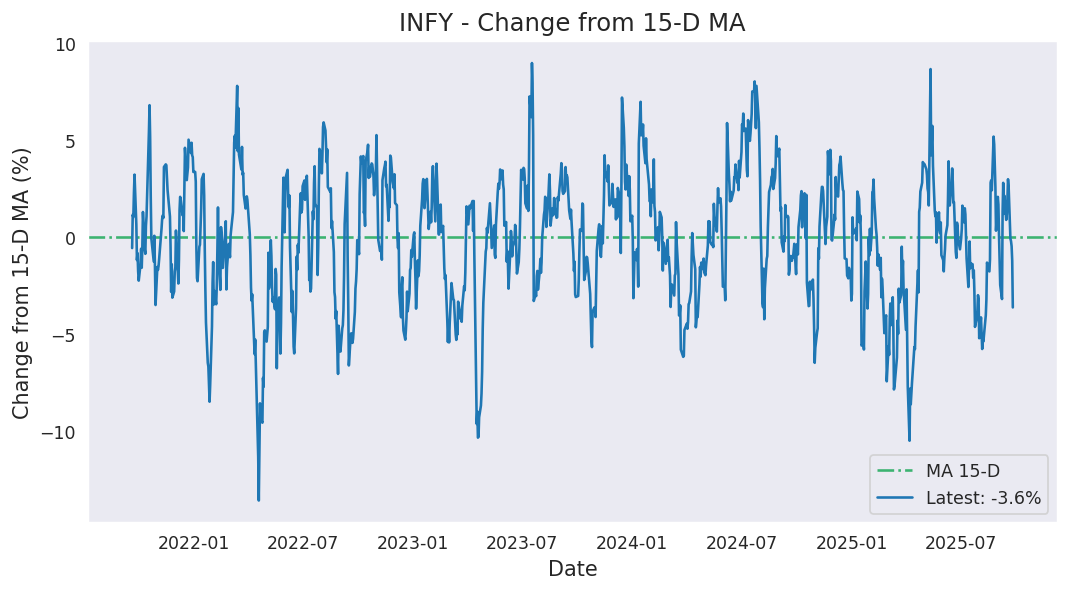 INFY - Change from 15-D MA
Change from 15-D MA (%)
10
5
0
−5
−10
2022-01
2022-07
2023-01
2023-07
2024-01
2024-07
2025-01
2025-07
Date
MA 15-D
Latest: -3.6%